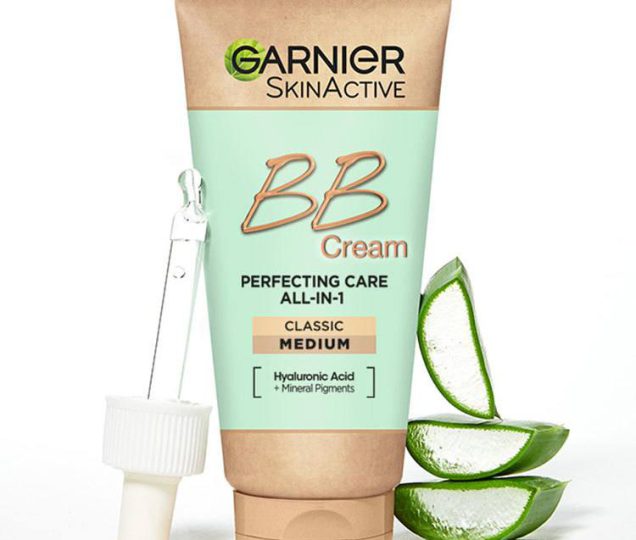 GARNIER
SKINACTIVE
BB
Cream
PERFECTING CARE
ALL-IN-1
CLASSIC
MEDIUM
Hyaluronic Acid
+ Mineral Pigments